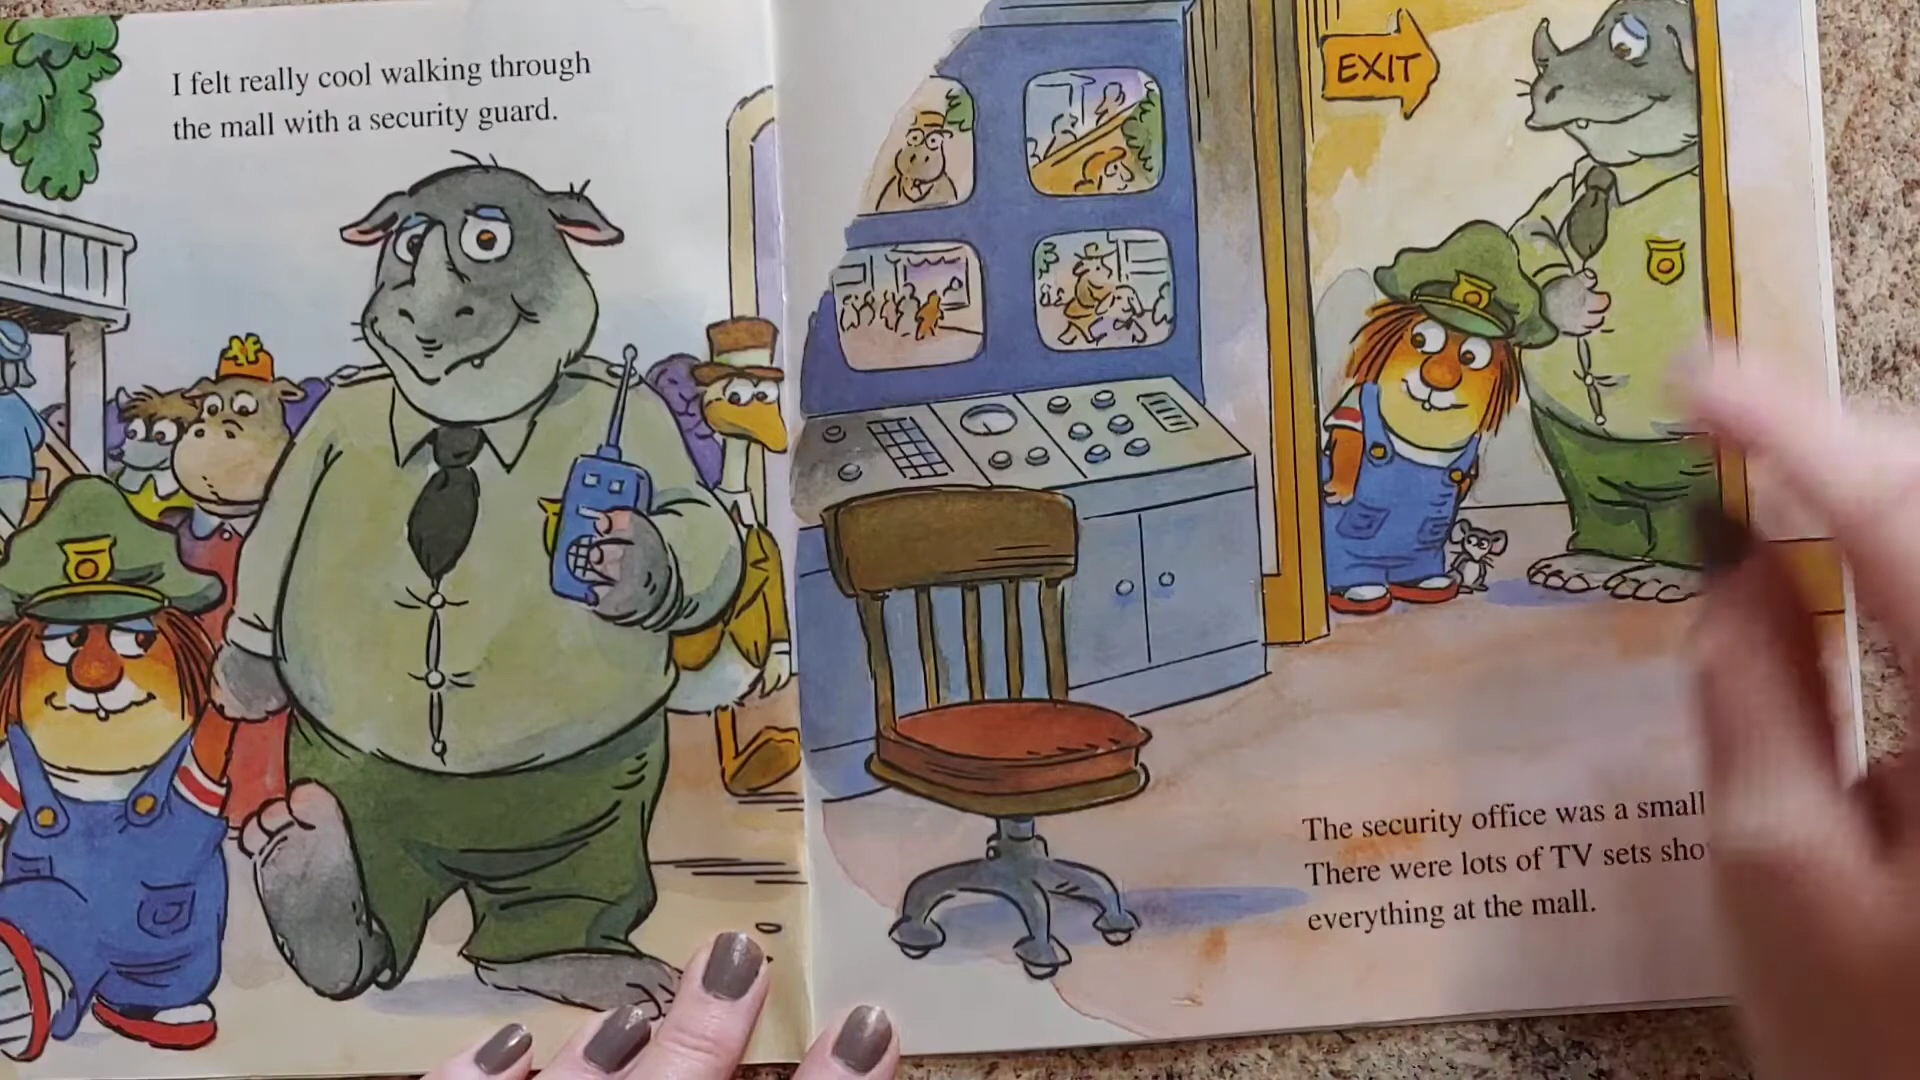 I felt really cool walking through
the mall with a security guard.
EXIT
The security office was a small
There were lots of TV sets
everything at the mall.